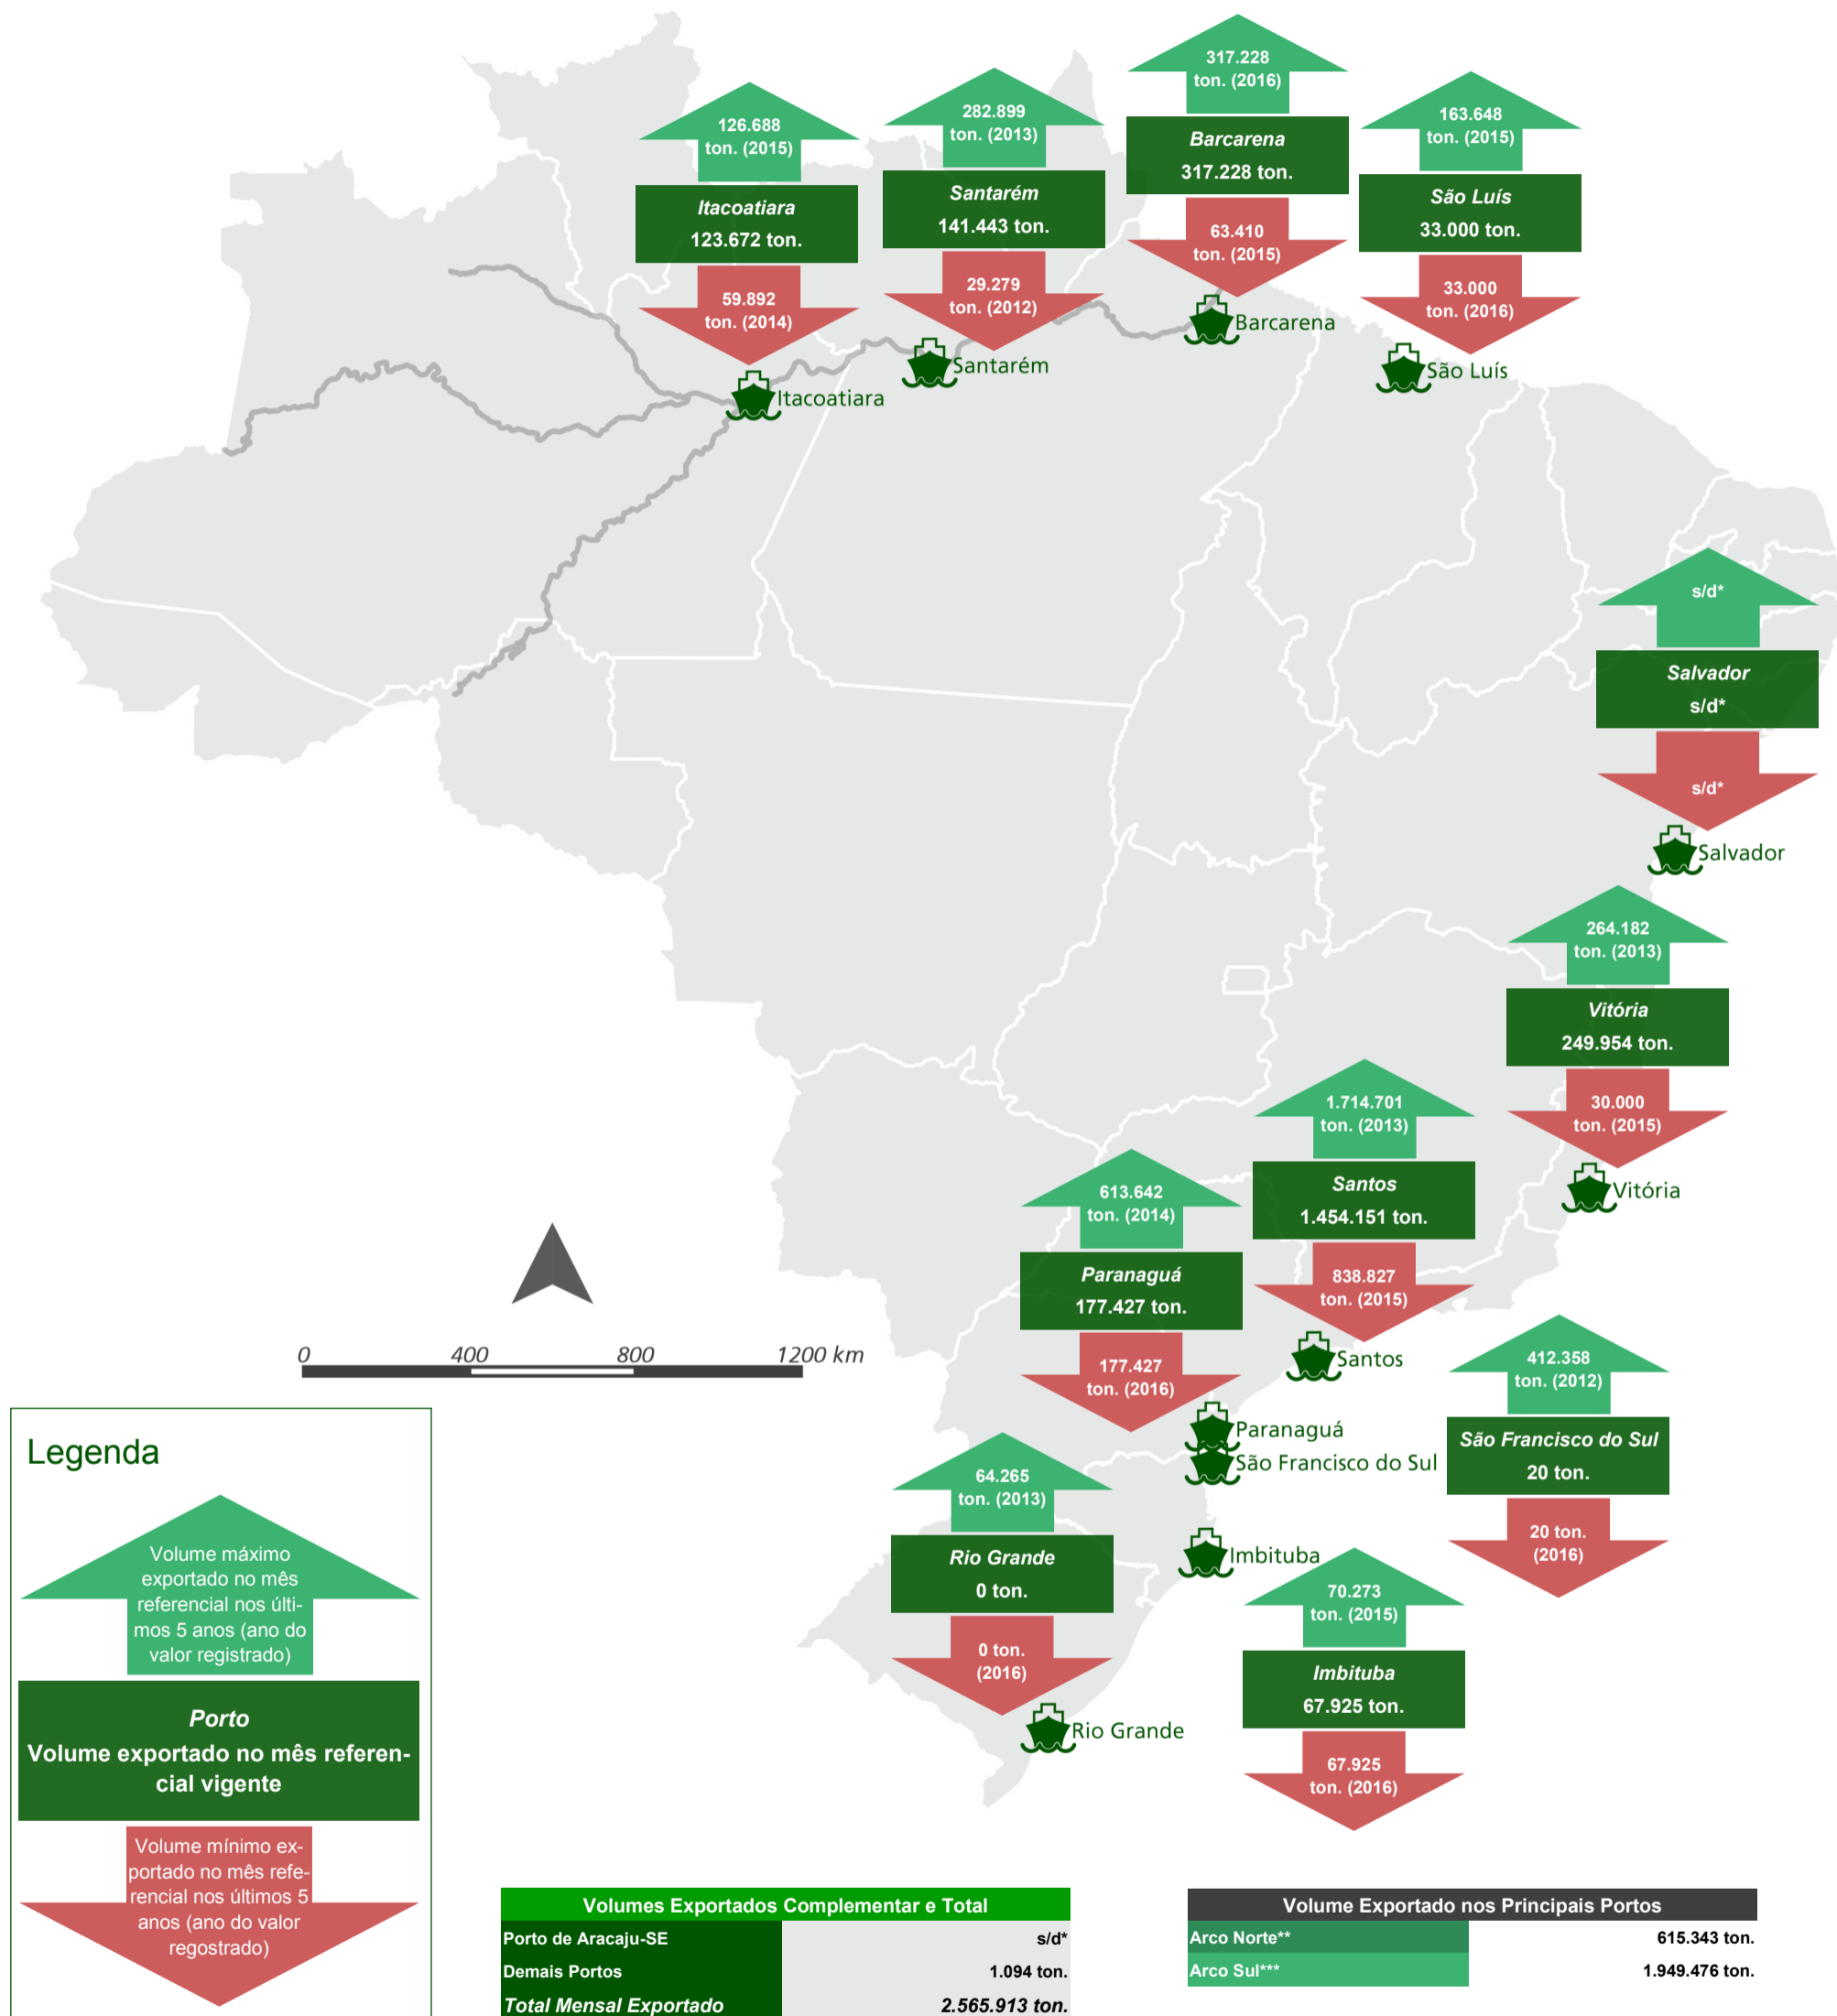 317.228
ton. (2016)
Barcarena
317.228 ton.
63.410
ton. (2015)
Barcarena
282.899
ton. (2013)
Santarém
141.443 ton.
29.279
ton. (2012)
Santarém
163.648
ton. (2015)
São Luís
33.000 ton.
33.000
ton. (2016)
São Luís
126.688
ton. (2015)
Itacoatiara
123.672 ton.
59.892
ton. (2014)
Itacoatiara
s/d*
Salvador
s/d*
s/d*
Salvador
264.182
ton. (2013)
Vitória
249.954 ton.
30.000
ton. (2015)
Vitória
1.714.701
ton. (2013)
Santos
1.454.151 ton.
838.827
ton. (2015)
Santos
613.642
ton. (2014)
Paranaguá
177.427 ton.
177.427
ton. (2016)
Paranaguá
São Francisco do Sul
412.358
ton. (2012)
São Francisco do Sul
20 ton.
20 ton.
(2016)
0 400 800 1200 km
64.265
ton. (2013)
Rio Grande
0 ton.
0 ton.
(2016)
Rio Grande
Imbituba
70.273
ton. (2015)
Imbituba
67.925 ton.
67.925
ton. (2016)
Legenda
Volume máximo
exportado no mês
referencial nos últi-
mos 5 anos (ano do
valor registrado)
Porto
Volume exportado no mês referen-
cial vigente
Volume mínimo ex-
portado no mês refe-
rencial nos últimos 5
anos (ano do valor
regostrado)
Volumes Exportados Complementar e Total
Porto de Aracaju-SE s/d*
Demais Portos 1.094 ton.
Total Mensal Exportado 2.565.913 ton.
Volume Exportado nos Principais Portos
Arco Norte** 615.343 ton.
Arco Sul*** 1.949.476 ton.